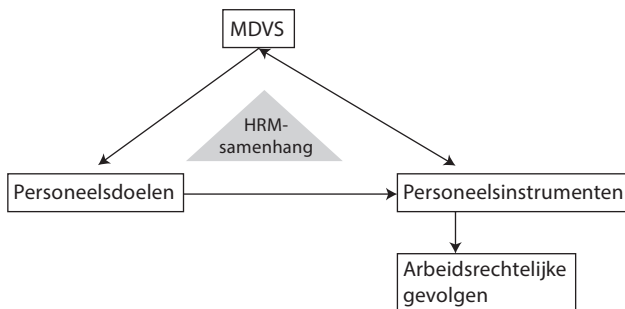 MDVS
HRM-
samenhang
Personeelsdoelen
Personeelsinstrumenten
Arbeidsrechtelijke
gevolgen